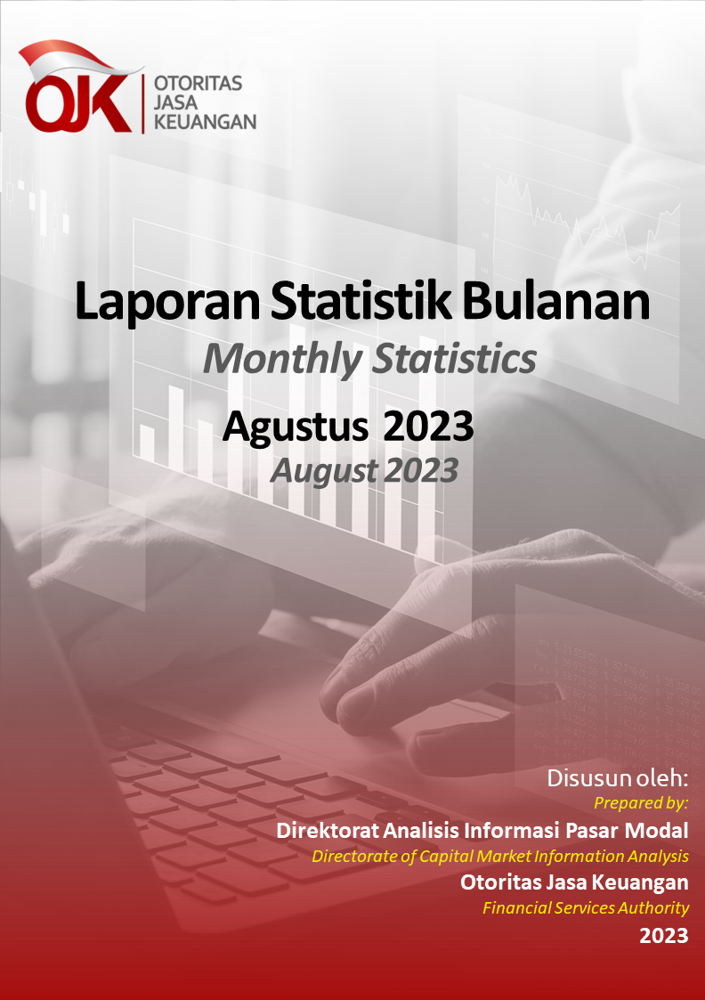 OJK
OTORITAS
JASA
KEUANGAN
Laporan Statistik Bulanan
Monthly Statistics
Agustus 2023
August 2023
Disusun oleh:
Prepared by:
Direktorat Analisis Informasi Pasar Modal
Directorate of Capital Market Information Analysis
Otoritas Jasa Keuangan
Financial Services Authority
2023